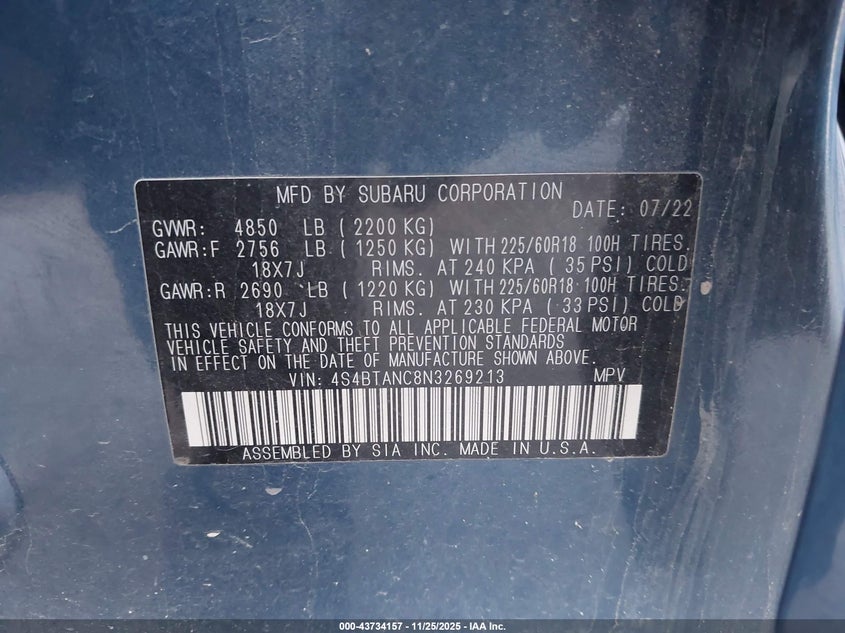 MFD BY SUBARU CORPORATION
DATE: 07/22
GVWR: 4850 LB (2200 KG)
GAWR:F 2756 LB (1250 KG) WITH 225/60R18 100H TIRES.
18X7J RIMS. AT 240 KPA (35 PSI) COLD
GAWR:R 2690 LB (1220 KG) WITH 225/60R18 100H TIRES.
18X7J RIMS. AT 230 KPA (33 PSI) COLD
THIS VEHICLE CONFORMS TO ALL APPLICABLE FEDERAL MOTOR
VEHICLE SAFETY AND THEFT PREVENTION STANDARDS
IN EFFECT ON THE DATE OF MANUFACTURE SHOWN ABOVE.
VIN: 4S4BTANC8N3269213 MPV
ASSEMBLED BY SIA INC. MADE IN U.S.A.
000-43734157 - 11/25/2025 - IAA Inc.